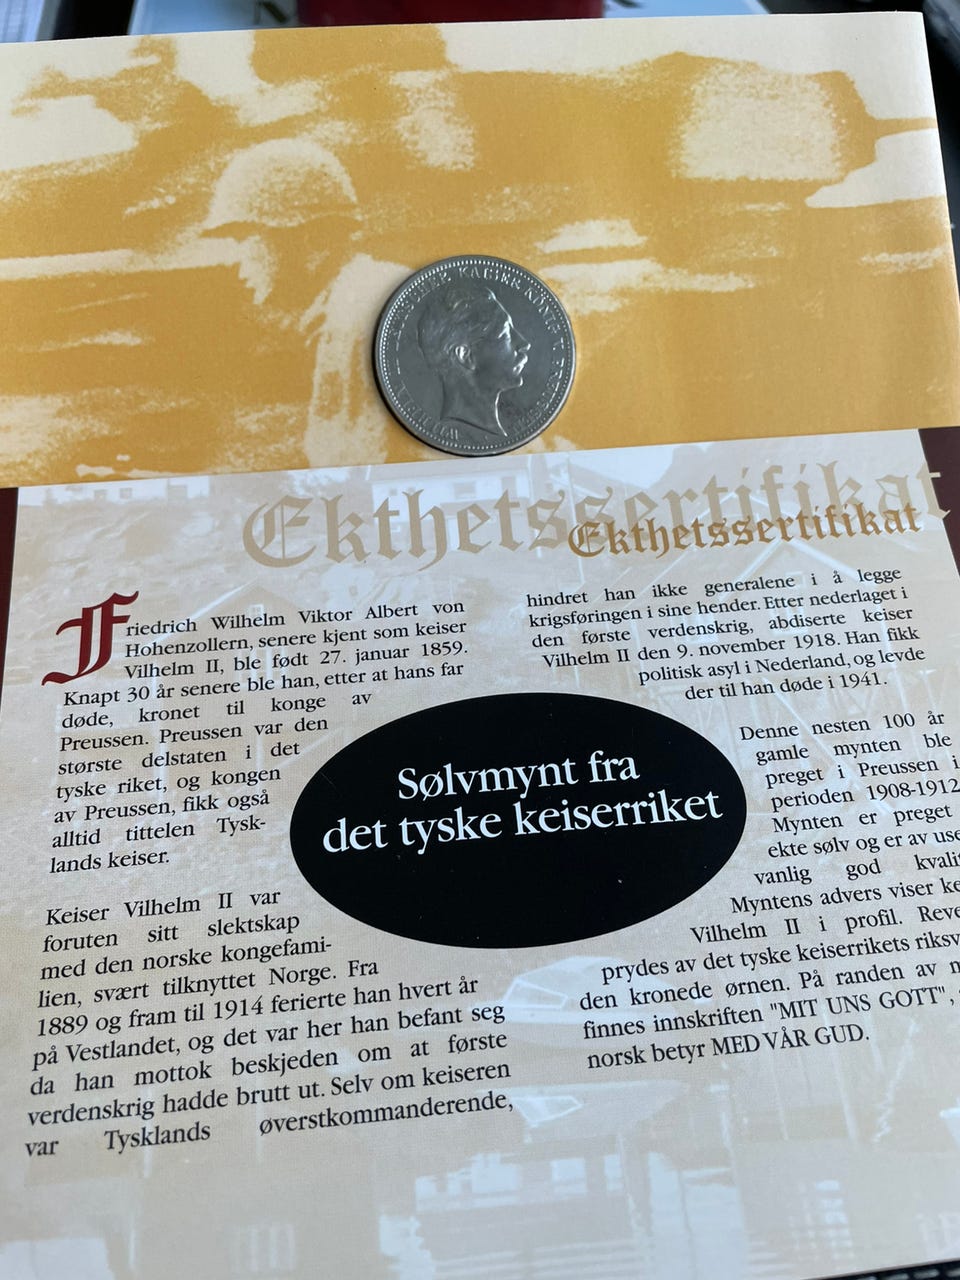 WILHELM II DEUTSCHER KAISER KÖNIG V.
Ekthetssertifikat
Ekthetssertifikat
Friedrich Wilhelm Viktor Albert von
Hohenzollern, senere kjent som keiser
Vilhelm II, ble født 27. januar 1859.
Knapt 30 år senere ble han, etter at hans far
døde, kronet til konge av
Preussen. Preussen var den
største delstaten i det
tyske riket, og kongen
av Preussen, fikk også
alltid tittelen Tysk-
lands keiser.
Keiser Vilhelm II var
foruten sitt slektskap
med den norske kongefami-
lien, svært tilknyttet Norge. Fra
1889 og fram til 1914 ferierte han hvert år
på Vestlandet, og det var her han befant seg
da han mottok beskjeden om at første
verdenskrig hadde brutt ut. Selv om keiseren
var Tysklands øverstkommanderende,
hindret han ikke generalene i å legge
krigsføringen i sine hender. Etter nederlaget i
den første verdenskrig, abdiserte keiser
Vilhelm II den 9. november 1918. Han fikk
politisk asyl i Nederland, og levde
der til han døde i 1941.
Sølvmynt fra
det tyske keiserriket
Denne nesten 100 år
gamle mynten ble
preget i Preussen i
perioden 1908-1912
Mynten er preget
ekte sølv og er av use
vanlig god kvalit
Myntens advers viser ke
Vilhelm II i profil. Reve
prydes av det tyske keiserrikets riksv
den kronede ørnen. På randen av m
finnes innskriften "MIT UNS GOTT",
norsk betyr MED VÅR GUD.